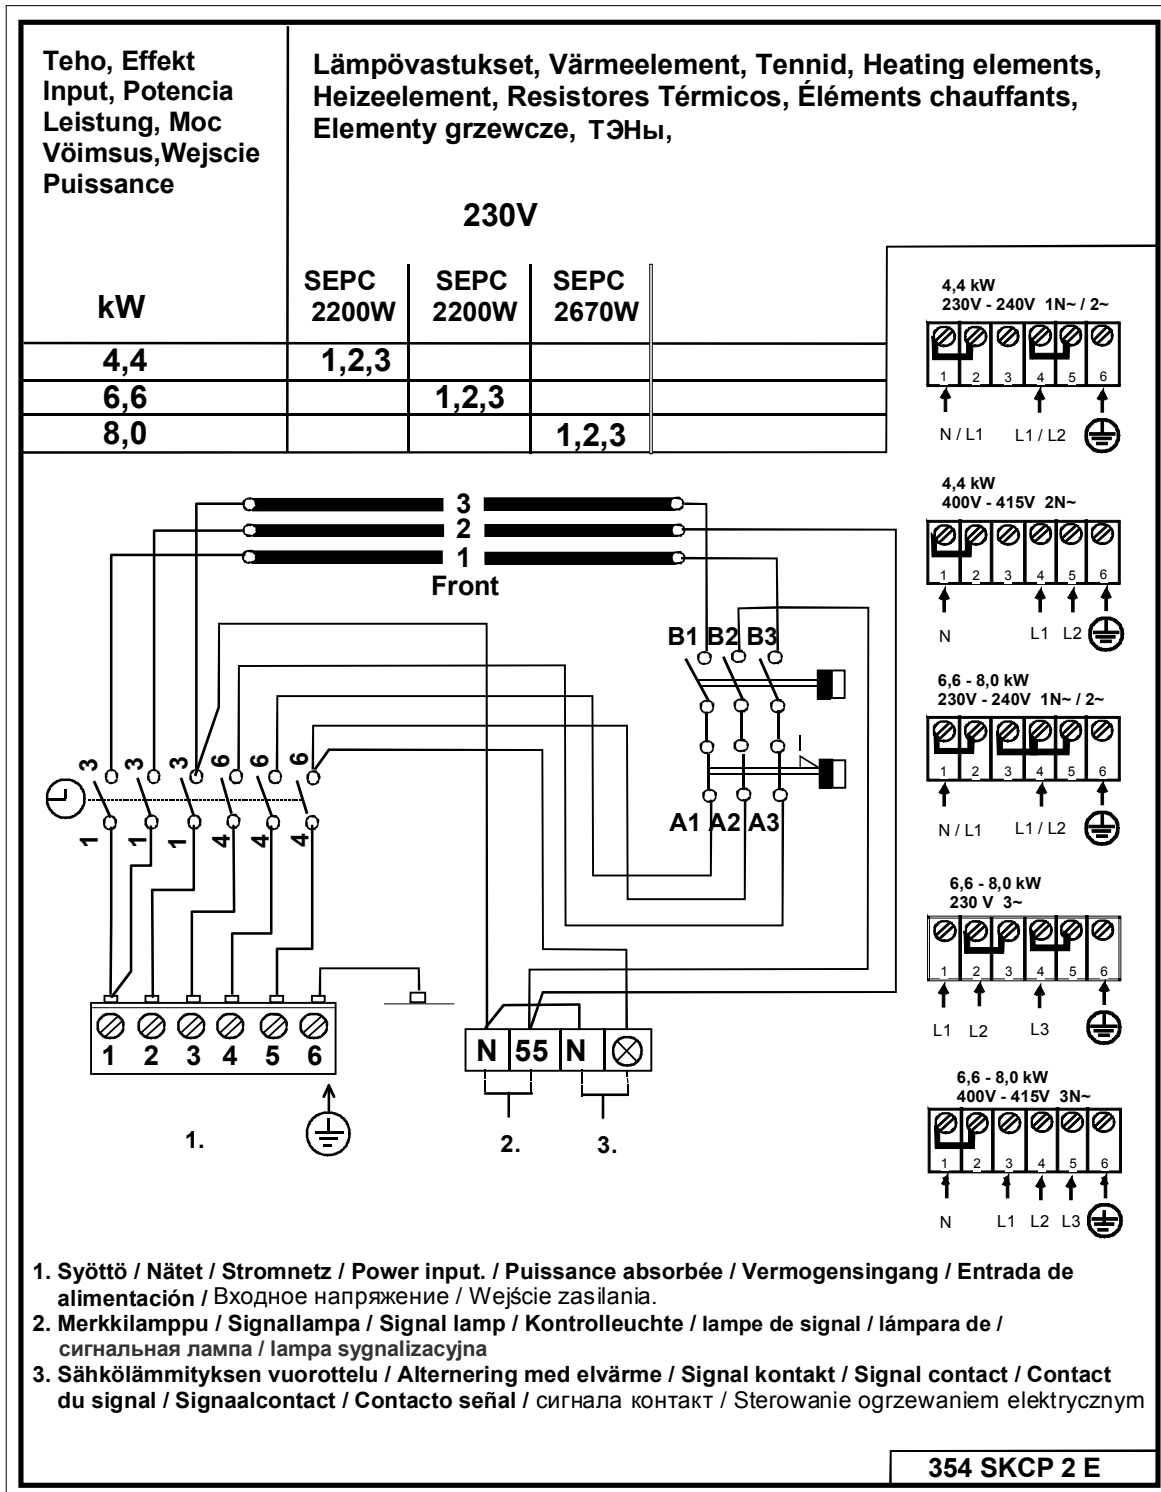 Teho, Effekt
Input, Potencia
Leistung, Moc
Vöimsus,Wejscie
Puissance
Lämpövastukset, Värmeelement, Tennid, Heating elements,
Heizeelement, Resistores Térmicos, Éléments chauffants,
Elementy grzewcze, ТЭНы,
230V
kW
SEPC
2200W
SEPC
2200W
SEPC
2670W
4,4
1,2,3
6,6
1,2,3
8,0
1,2,3
4,4 kW
230V - 240V 1N~ / 2~
1 2 3 4 5 6
N / L1 L1 / L2
4,4 kW
400V - 415V 2N~
1 2 3 4 5 6
N L1 L2
6,6 - 8,0 kW
230V - 240V 1N~ / 2~
1 2 3 4 5 6
N / L1 L1 / L2
6,6 - 8,0 kW
230 V 3~
1 2 3 4 5 6
L1 L2 L3
6,6 - 8,0 kW
400V - 415V 3N~
1 2 3 4 5 6
N L1 L2 L3
3
2
1
Front
B1 B2 B3
3 3 3 6 6 6
1 1 1 4 4 4
A1 A2 A3
1 2 3 4 5 6
N 55 N
1.
2.
3.
1. Syöttö / Nätet / Stromnetz / Power input. / Puissance absorbée / Vermogensingang / Entrada de
alimentación / Входное напряжение / Wejście zasilania.
2. Merkkilamppu / Signallampa / Signal lamp / Kontrolleuchte / lampe de signal / lámpara de /
сигнальная лампа / lampa sygnalizacyjna
3. Sähkölämmityksen vuorottelu / Alternering med elvärme / Signal kontakt / Signal contact / Contact
du signal / Signaalcontact / Contacto señal / сигнала контакт / Sterowanie ogrzewaniem elektrycznym
354 SKCP 2 E